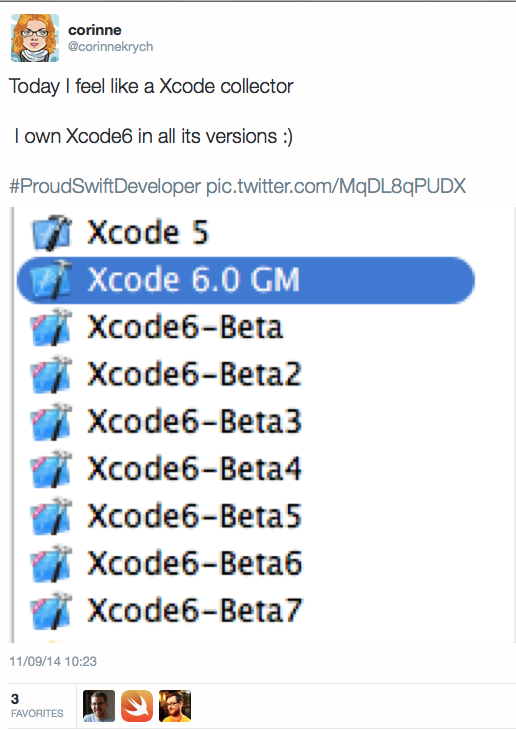 corinne
@corinnekrych
Today I feel like a Xcode collector
I own Xcode6 in all its versions :)
#ProudSwiftDeveloper pic.twitter.com/MqDL8qPUDX
Xcode 5
Xcode 6.0 GM
Xcode6-Beta
Xcode6-Beta2
Xcode6-Beta3
Xcode6-Beta4
Xcode6-Beta5
Xcode6-Beta6
Xcode6-Beta7
11/09/14 10:23
3
FAVORITES